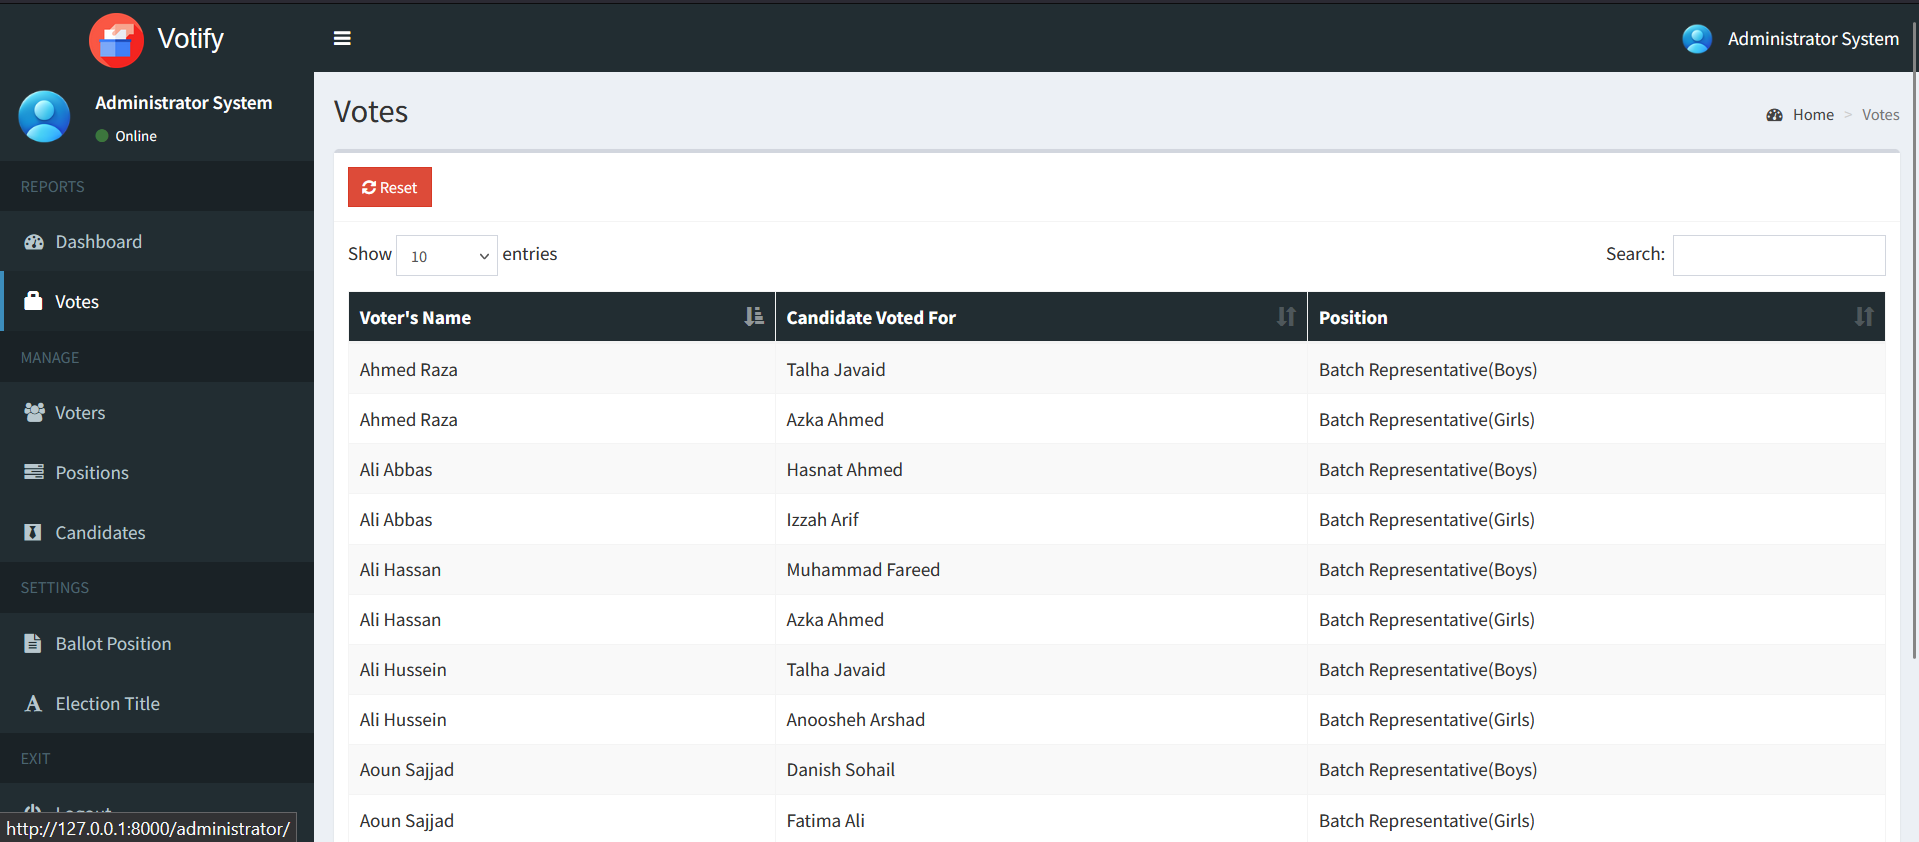 Votify
Administrator System
Administrator System
Online
REPORTS
Dashboard
Votes
MANAGE
Voters
Positions
Candidates
SETTINGS
Ballot Position
Election Title
EXIT
Logout
http://127.0.0.1:8000/administrator/
Votes
Home > Votes
Reset
Show 10 entries
Search:
Voter's Name Candidate Voted For Position
Ahmed Raza Talha Javaid Batch Representative(Boys)
Ahmed Raza Azka Ahmed Batch Representative(Girls)
Ali Abbas Hasnat Ahmed Batch Representative(Boys)
Ali Abbas Izzah Arif Batch Representative(Girls)
Ali Hassan Muhammad Fareed Batch Representative(Boys)
Ali Hassan Azka Ahmed Batch Representative(Girls)
Ali Hussein Talha Javaid Batch Representative(Boys)
Ali Hussein Anoosheh Arshad Batch Representative(Girls)
Aoun Sajjad Danish Sohail Batch Representative(Boys)
Aoun Sajjad Fatima Ali Batch Representative(Girls)